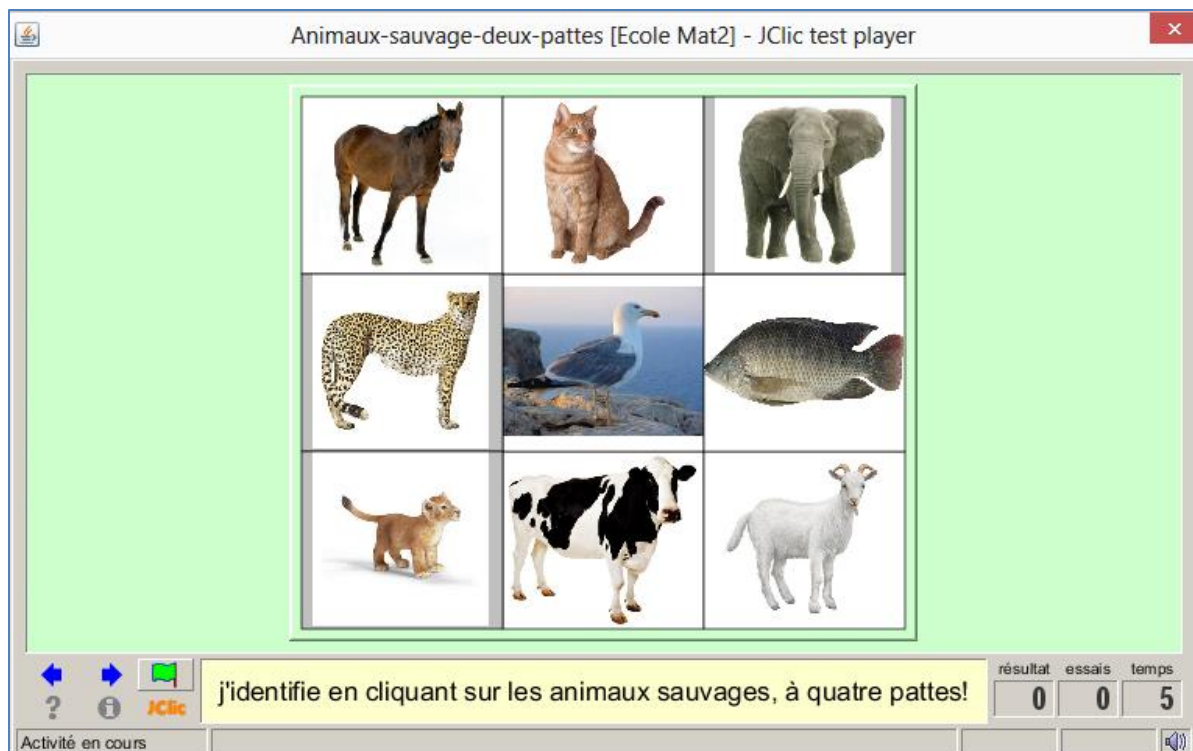 Animaux-sauvage-deux-pattes [Ecole Mat2] - JClic test player
j'identifie en cliquant sur les animaux sauvages, à quatre pattes!
résultat essais temps
0 0 5
? i JClic
Activité en cours